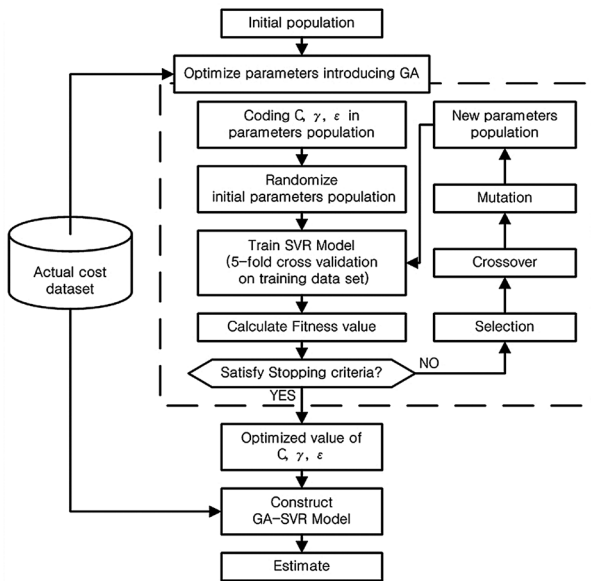 Initial population
Optimize parameters introducing GA
Coding C, γ, ε in
parameters population
New parameters
population
Randomize
initial parameters population
Mutation
Train SVR Model
(5-fold cross validation
on training data set)
Crossover
Actual cost
dataset
Calculate Fitness value
Selection
Satisfy Stopping criteria?
NO
YES
Optimized value of
C, γ, ε
Construct
GA-SVR Model
Estimate